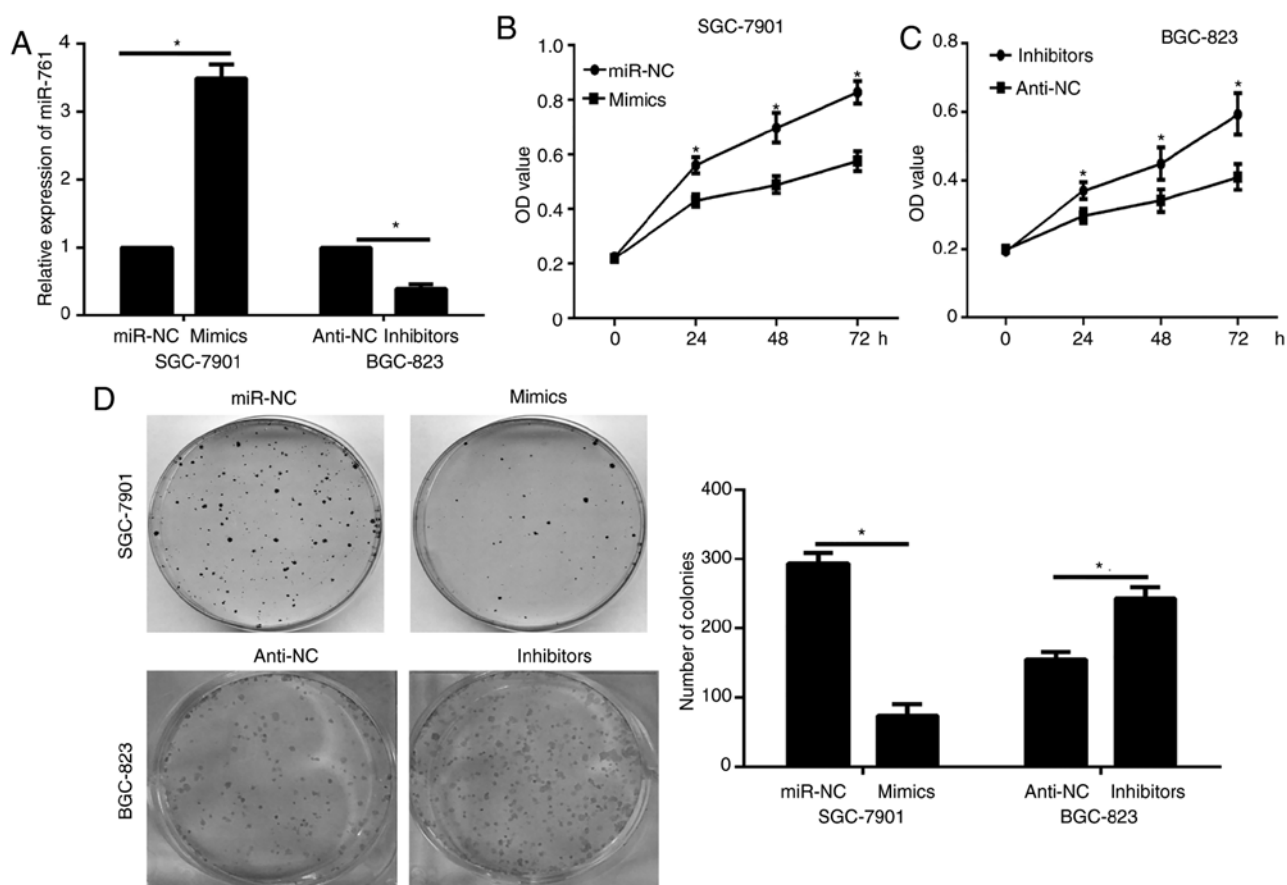 A
Relative expression of miR-761
4
3
2
1
0
*
*
miR-NC Mimics
SGC-7901
Anti-NC Inhibitors
BGC-823
B
SGC-7901
OD value
1.0
0.8
0.6
0.4
0.2
0
miR-NC
Mimics
*
*
*
0 24 48 72 h
C
BGC-823
OD value
0.8
0.6
0.4
0.2
0
Inhibitors
Anti-NC
*
*
*
0 24 48 72 h
D
miR-NC
Mimics
SGC-7901
Anti-NC
Inhibitors
BGC-823
Number of colonies
400
300
200
100
0
*
*
miR-NC Mimics
SGC-7901
Anti-NC Inhibitors
BGC-823